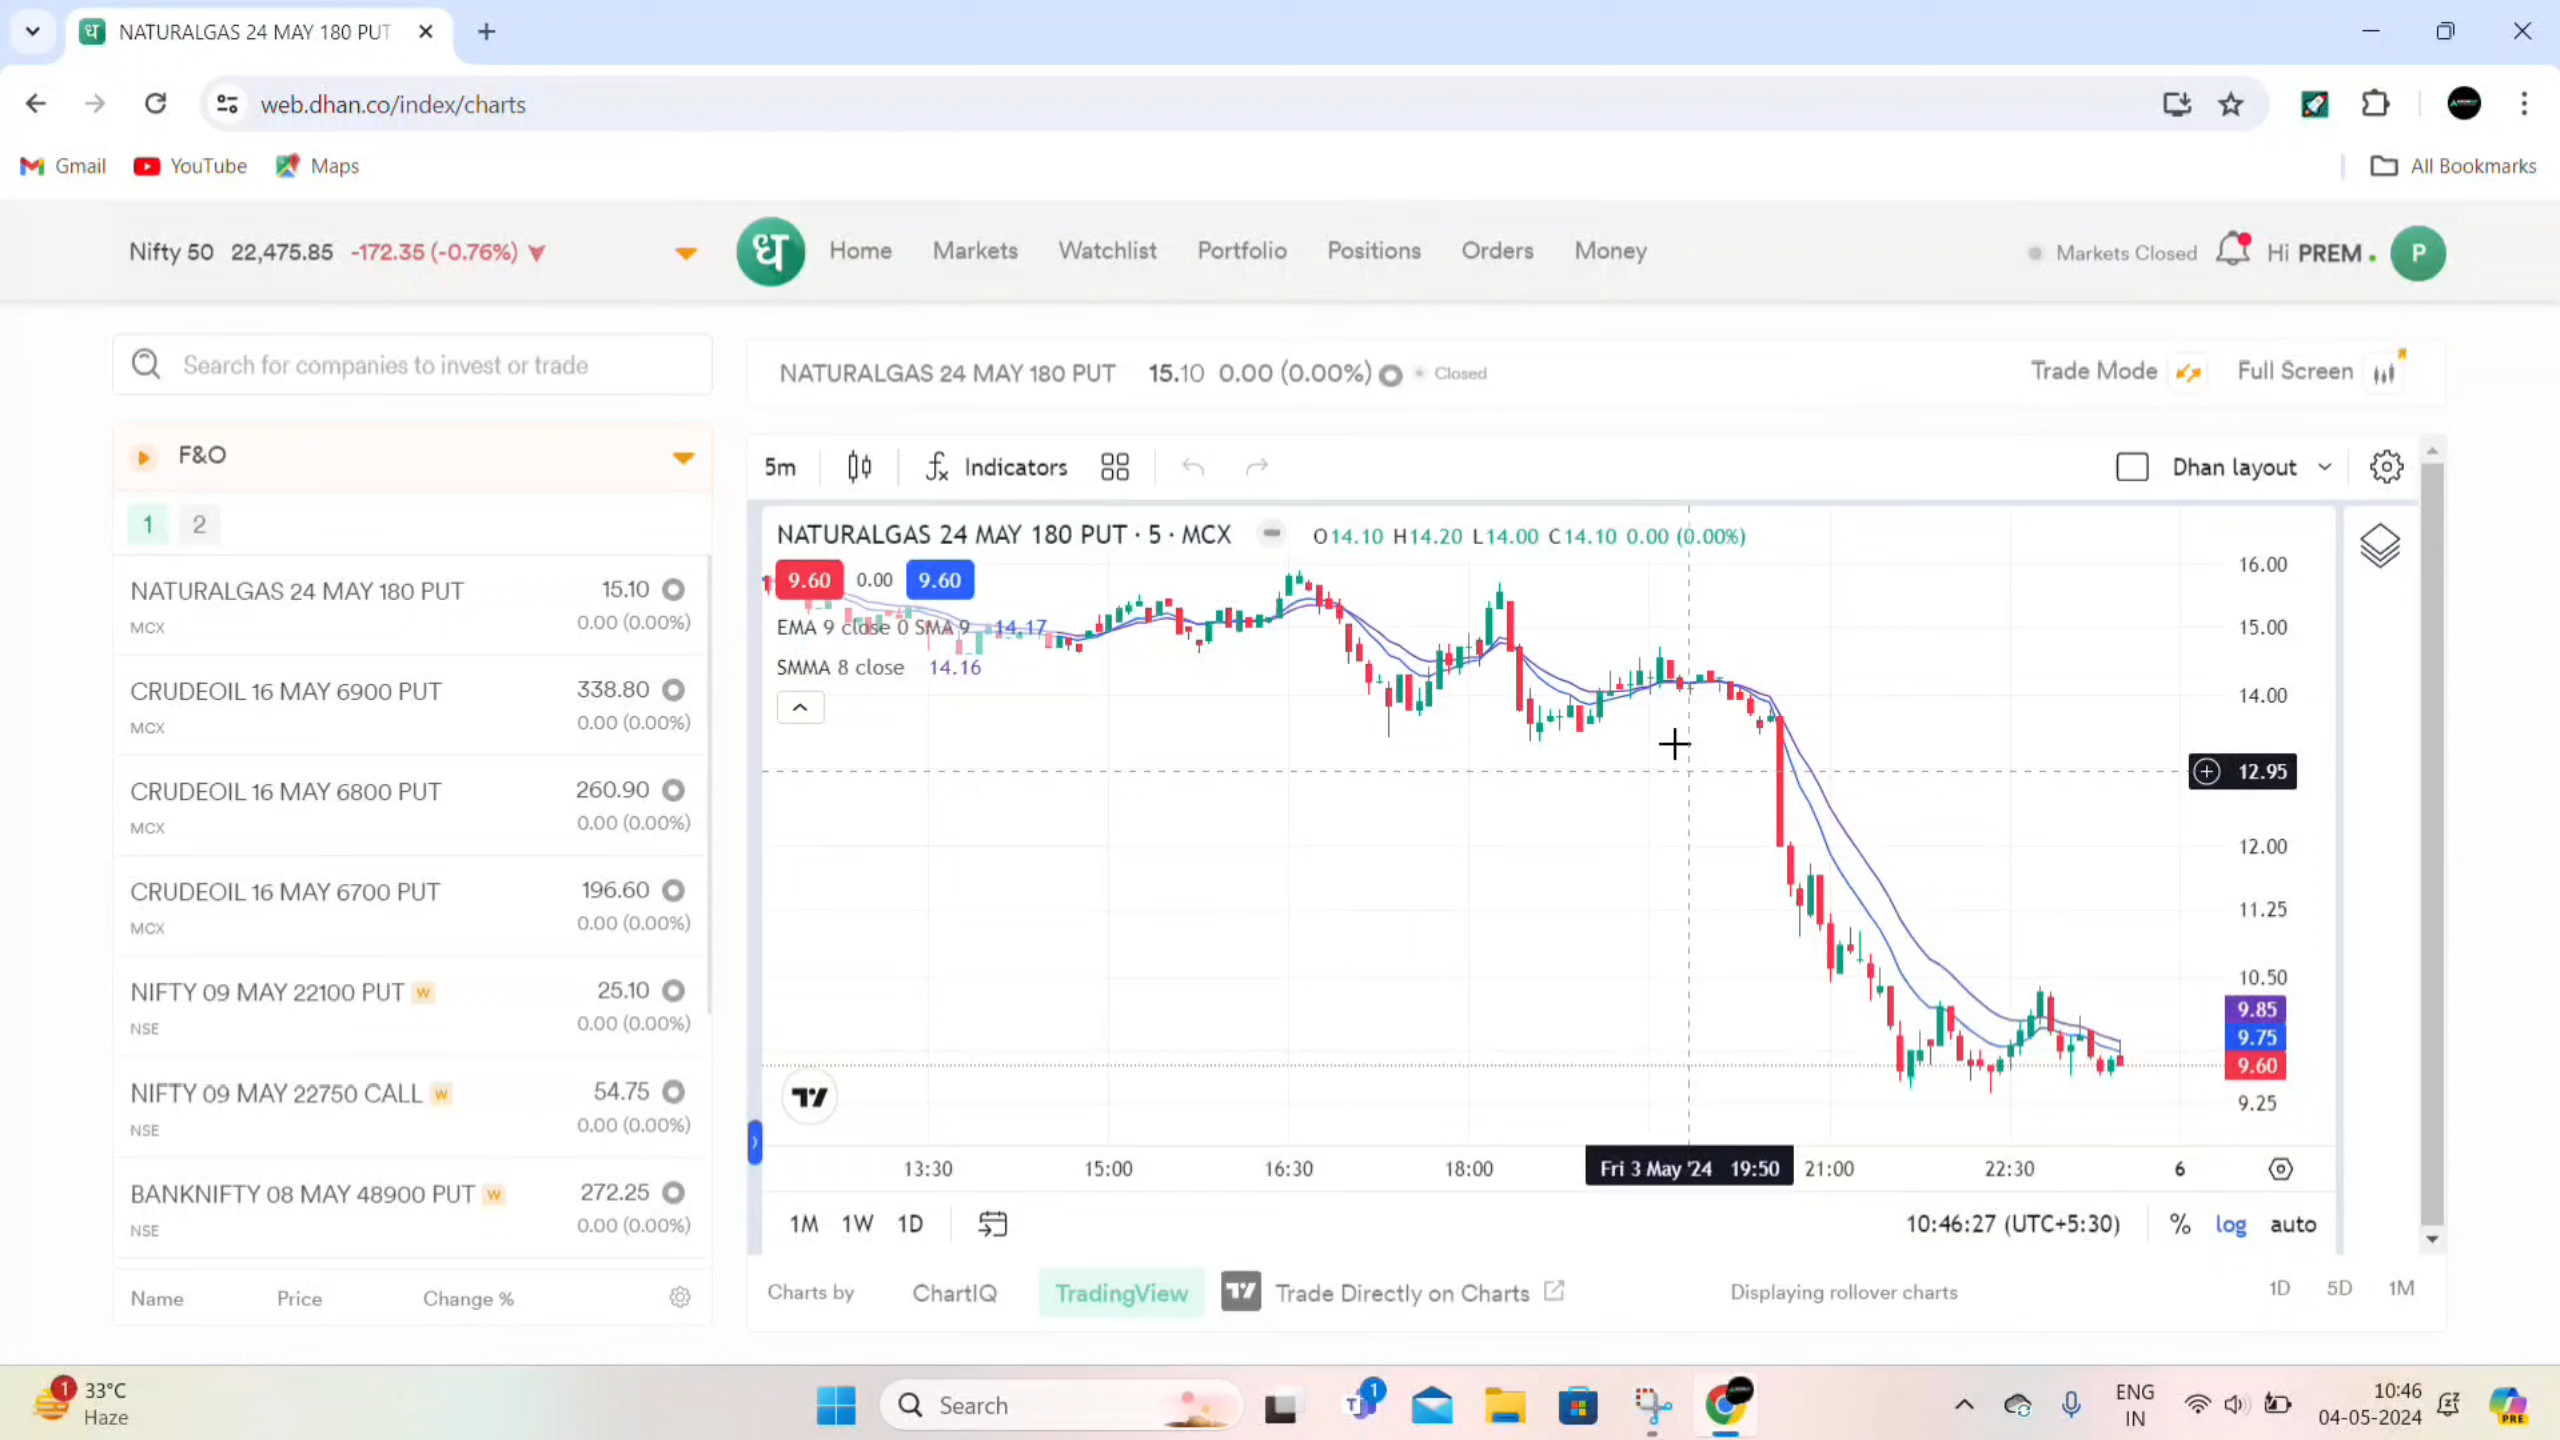 NATURALGAS 24 MAY 180 PUT
web.dhan.co/index/charts
Gmail YouTube Maps All Bookmarks
Nifty 50 22,475.85 -172.35 (-0.76%) ध Home Markets Watchlist Portfolio Positions Orders Money Markets Closed Hi PREM P
Search for companies to invest or trade
NATURALGAS 24 MAY 180 PUT 15.10 0.00 (0.00%) Closed Trade Mode Full Screen
F&O
1 2
NATURALGAS 24 MAY 180 PUT 15.10
MCX 0.00 (0.00%)
CRUDEOIL 16 MAY 6900 PUT 338.80
MCX 0.00 (0.00%)
CRUDEOIL 16 MAY 6800 PUT 260.90
MCX 0.00 (0.00%)
CRUDEOIL 16 MAY 6700 PUT 196.60
MCX 0.00 (0.00%)
NIFTY 09 MAY 22100 PUT W 25.10
NSE 0.00 (0.00%)
NIFTY 09 MAY 22750 CALL W 54.75
NSE 0.00 (0.00%)
BANKNIFTY 08 MAY 48900 PUT W 272.25
NSE 0.00 (0.00%)
Name Price Change %
5m Indicators Dhan layout
NATURALGAS 24 MAY 180 PUT · 5 · MCX O14.10 H14.20 L14.00 C14.10 0.00 (0.00%)
9.60 0.00 9.60
EMA 9 close 0 SMA 9 14.17
SMMA 8 close 14.16
16.00
15.00
14.00
12.95
12.00
11.25
10.50
9.85
9.75
9.60
9.25
13:30 15:00 16:30 18:00 Fri 3 May '24 19:50 21:00 22:30 6
1M 1W 1D 10:46:27 (UTC+5:30) % log auto
Charts by ChartIQ TradingView Trade Directly on Charts Displaying rollover charts 1D 5D 1M
1 33°C
Haze
Search
1
ENG
IN
10:46
04-05-2024
PRE